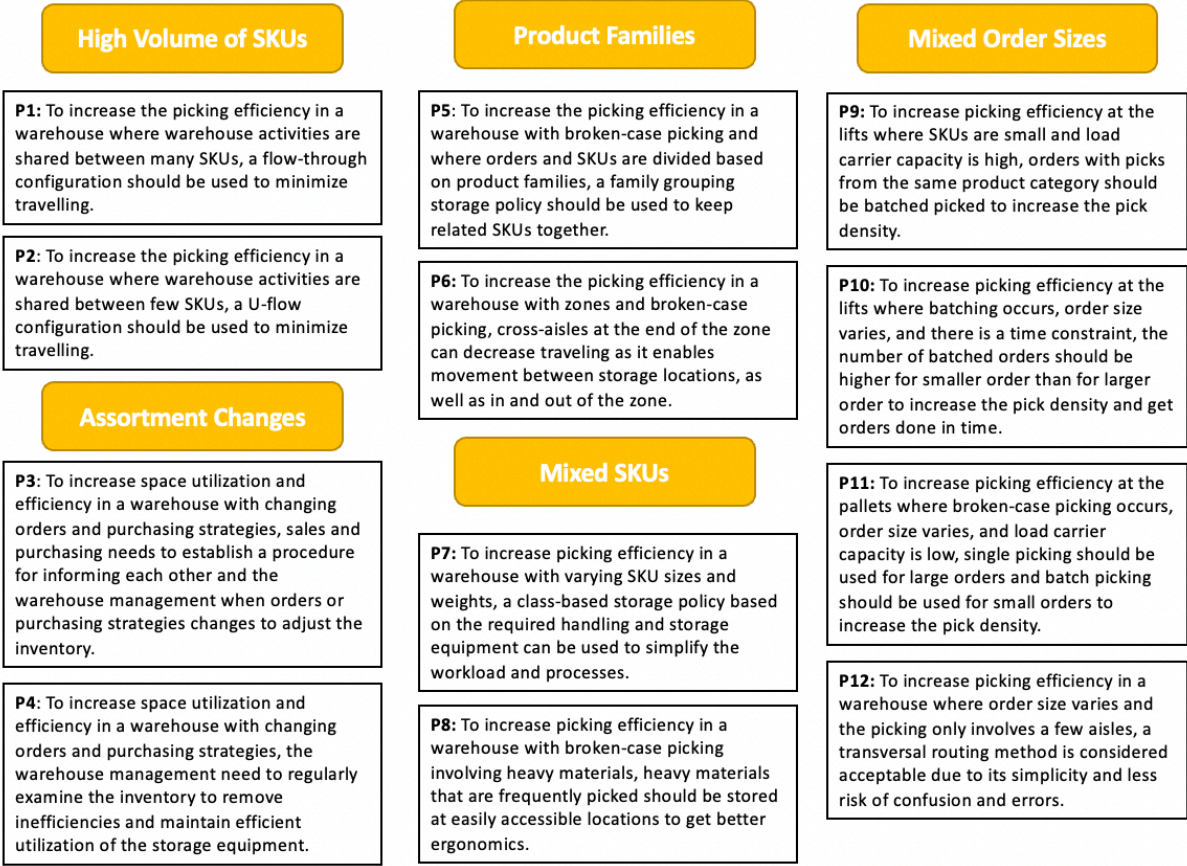 High Volume of SKUs
P1: To increase the picking efficiency in a
warehouse where warehouse activities are
shared between many SKUs, a flow-through
configuration should be used to minimize
travelling.
P2: To increase the picking efficiency in a
warehouse where warehouse activities are
shared between few SKUs, a U-flow
configuration should be used to minimize
travelling.
Assortment Changes
P3: To increase space utilization and
efficiency in a warehouse with changing
orders and purchasing strategies, sales and
purchasing needs to establish a procedure
for informing each other and the
warehouse management when orders or
purchasing strategies changes to adjust the
inventory.
P4: To increase space utilization and
efficiency in a warehouse with changing
orders and purchasing strategies, the
warehouse management need to regularly
examine the inventory to remove
inefficiencies and maintain efficient
utilization of the storage equipment.
Product Families
P5: To increase the picking efficiency in a
warehouse with broken-case picking and
where orders and SKUs are divided based
on product families, a family grouping
storage policy should be used to keep
related SKUs together.
P6: To increase the picking efficiency in a
warehouse with zones and broken-case
picking, cross-aisles at the end of the zone
can decrease traveling as it enables
movement between storage locations, as
well as in and out of the zone.
Mixed SKUs
P7: To increase picking efficiency in a
warehouse with varying SKU sizes and
weights, a class-based storage policy based
on the required handling and storage
equipment can be used to simplify the
workload and processes.
P8: To increase picking efficiency in a
warehouse with broken-case picking
involving heavy materials, heavy materials
that are frequently picked should be stored
at easily accessible locations to get better
ergonomics.
Mixed Order Sizes
P9: To increase picking efficiency at the
lifts where SKUs are small and load
carrier capacity is high, orders with picks
from the same product category should
be batched picked to increase the pick
density.
P10: To increase picking efficiency at the
lifts where batching occurs, order size
varies, and there is a time constraint, the
number of batched orders should be
higher for smaller order than for larger
order to increase the pick density and get
orders done in time.
P11: To increase picking efficiency at the
pallets where broken-case picking occurs,
order size varies, and load carrier
capacity is low, single picking should be
used for large orders and batch picking
should be used for small orders to
increase the pick density.
P12: To increase picking efficiency in a
warehouse where order size varies and
the picking only involves a few aisles, a
transversal routing method is considered
acceptable due to its simplicity and less
risk of confusion and errors.